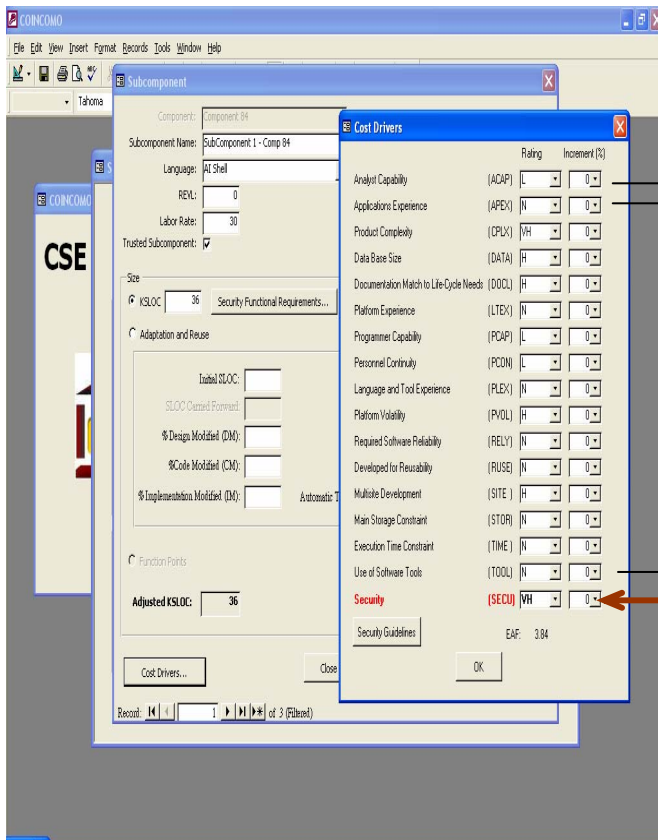 COINCOMO
File Edit View Insert Format Records Tools Window Help
Tahoma
COINCOMO
CSE
S
Subcomponent
Component: Component 84
Subcomponent Name: SubComponent 1 - Comp 84
Language: AI Shell
REVL: 0
Labor Rate: 30
Trusted Subcomponent:
Size
KSLOC 36 Security Functional Requirements...
Adaptation and Reuse
Initial SLOC:
SLOC Carried Forward:
% Design Modified (DM):
%Code Modified (CM):
% Implementation Modified (IM): Automatic T
Function Points
Adjusted KSLOC: 36
Cost Drivers... Close
Record: 1 of 3 (Filtered)
Cost Drivers
Rating Increment (%)
Analyst Capability (ACAP) L 0
Applications Experience (APEX) N 0
Product Complexity (CPLX) VH 0
Data Base Size (DATA) H 0
Documentation Match to Life-Cycle Needs (DOCL) H 0
Platform Experience (LTEX) N 0
Programmer Capability (PCAP) L 0
Personnel Continuity (PCON) L 0
Language and Tool Experience (PLEX) N 0
Platform Volatility (PVOL) H 0
Required Software Reliability (RELY) N 0
Developed for Reusability (RUSE) N 0
Multisite Development (SITE ) H 0
Main Storage Constraint (STOR) N 0
Execution Time Constraint (TIME ) N 0
Use of Software Tools (TOOL) N 0
Security (SECU) VH 0
Security Guidelines EAF: 3.84
OK